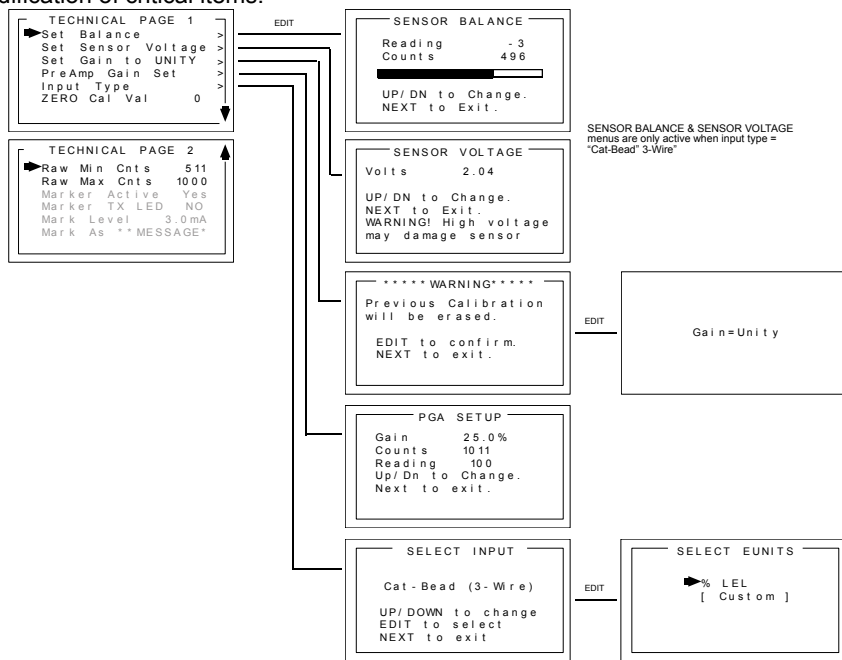 dification of critical items.
TECHNICAL PAGE 1
Set Balance >
Set Sensor Voltage >
Set Gain to UNITY >
PreAmp Gain Set >
Input Type >
ZERO Cal Val 0
EDIT
SENSOR BALANCE
Reading - 3
Counts 496
UP/ DN to Change.
NEXT to Exit.
SENSOR BALANCE & SENSOR VOLTAGE
menus are only active when input type =
“Cat-Bead” 3-Wire”
TECHNICAL PAGE 2
Raw Min Cnts 511
Raw Max Cnts 1000
Marker Active Yes
Marker TX LED NO
Mark Level 3.0mA
Mark As **MESSAGE*
SENSOR VOLTAGE
Volts 2.04
UP/ DN to Change.
NEXT to Exit.
WARNING! High voltage
may damage sensor
*****WARNING*****
Previous Calibration
will be erased.
EDIT to confirm.
NEXT to exit.
EDIT
Gain=Unity
PGA SETUP
Gain 25.0%
Counts 1011
Reading 100
Up/Dn to Change.
Next to exit.
SELECT INPUT
Cat-Bead (3-Wire)
UP/ DOWN to change
EDIT to select
NEXT to exit
EDIT
SELECT EUNITS
% LEL
[ Custom ]